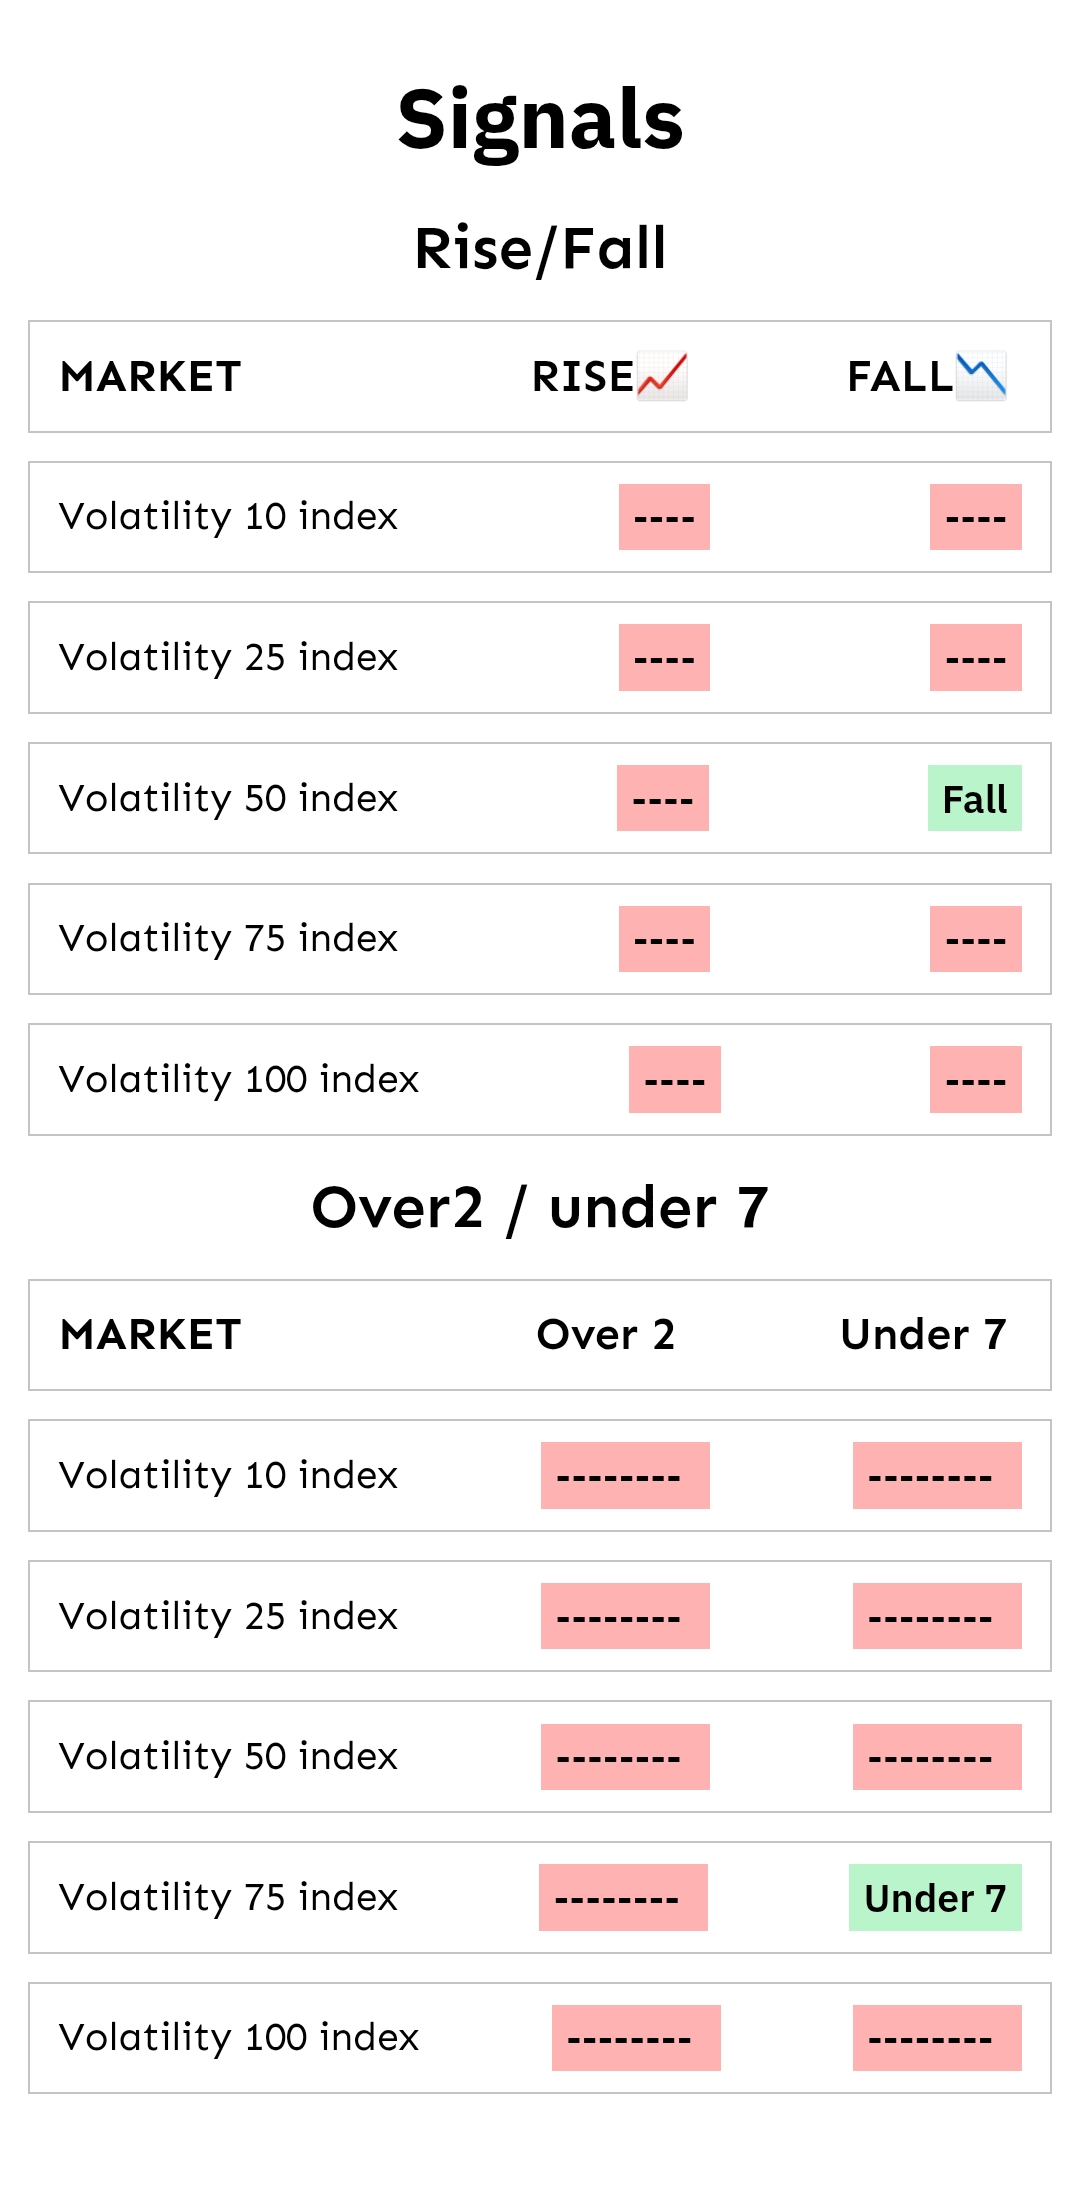 Signals
Rise/Fall
MARKET RISE📈 FALL📉
Volatility 10 index ---- ----
Volatility 25 index ---- ----
Volatility 50 index ---- Fall
Volatility 75 index ---- ----
Volatility 100 index ---- ----
Over2 / under 7
MARKET Over 2 Under 7
Volatility 10 index -------- --------
Volatility 25 index -------- --------
Volatility 50 index -------- --------
Volatility 75 index -------- Under 7
Volatility 100 index -------- --------